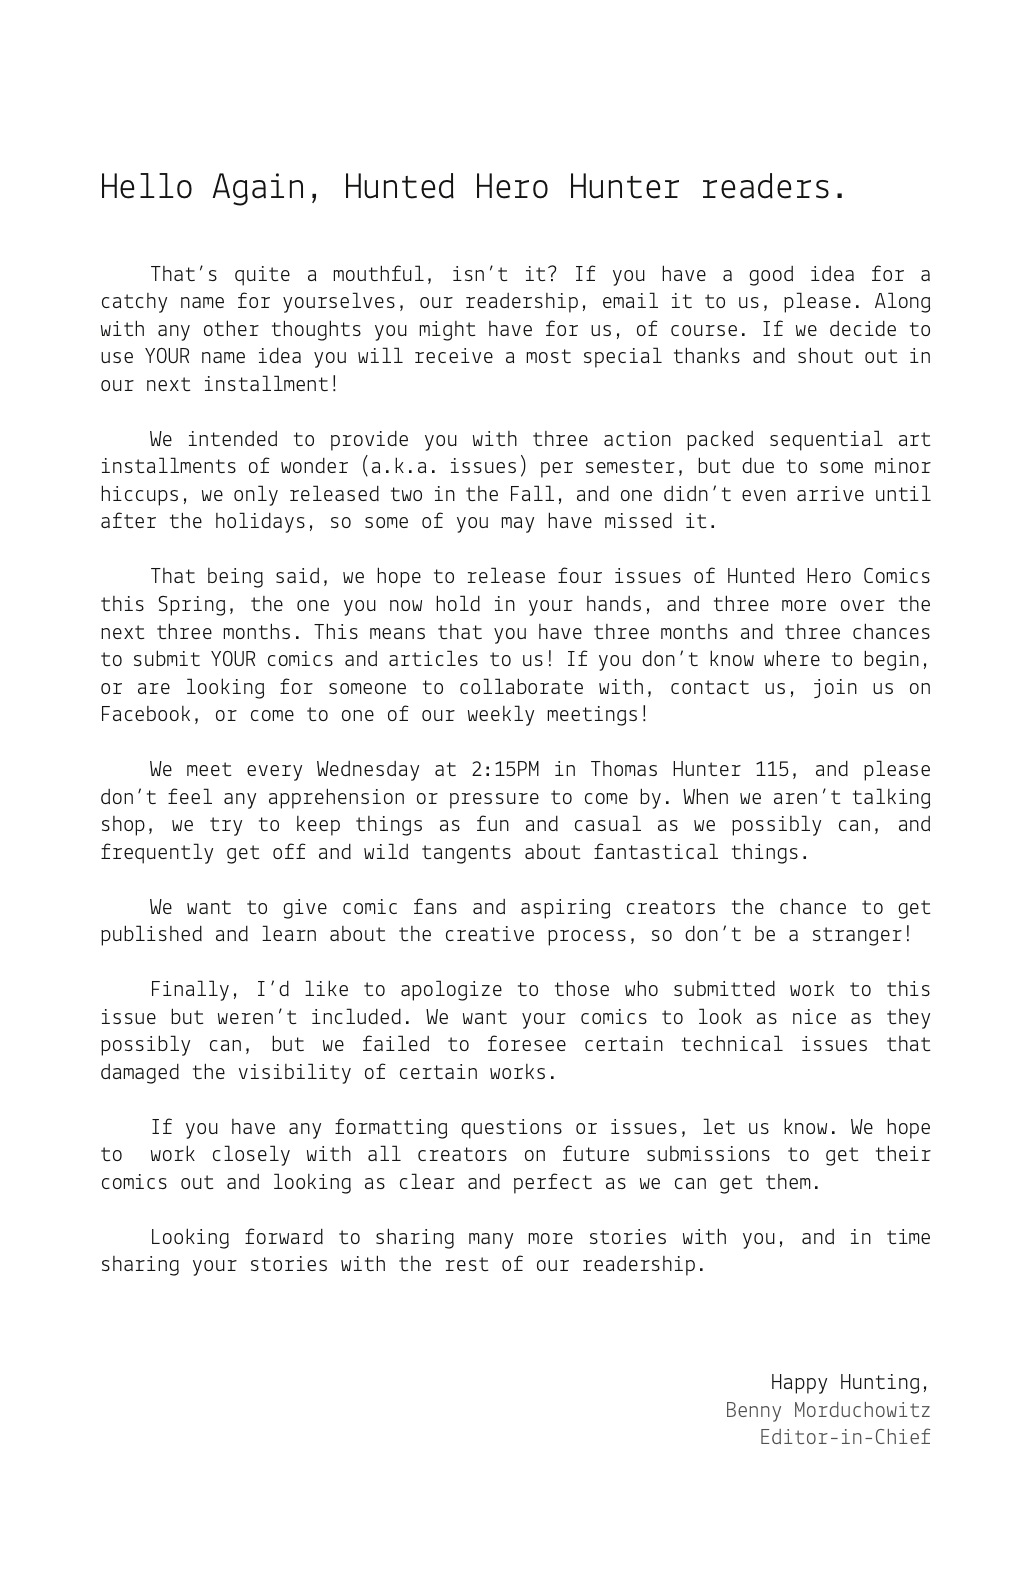 Hello Again, Hunted Hero Hunter readers.
That's quite a mouthful, isn't it? If you have a good idea for a
catchy name for yourselves, our readership, email it to us, please. Along
with any other thoughts you might have for us, of course. If we decide to
use YOUR name idea you will receive a most special thanks and shout out in
our next installment!
We intended to provide you with three action packed sequential art
installments of wonder (a.k.a. issues) per semester, but due to some minor
hiccups, we only released two in the Fall, and one didn't even arrive until
after the holidays, so some of you may have missed it.
That being said, we hope to release four issues of Hunted Hero Comics
this Spring, the one you now hold in your hands, and three more over the
next three months. This means that you have three months and three chances
to submit YOUR comics and articles to us! If you don't know where to begin,
or are looking for someone to collaborate with, contact us, join us on
Facebook, or come to one of our weekly meetings!
We meet every Wednesday at 2:15PM in Thomas Hunter 115, and please
don't feel any apprehension or pressure to come by. When we aren't talking
shop, we try to keep things as fun and casual as we possibly can, and
frequently get off and wild tangents about fantastical things.
We want to give comic fans and aspiring creators the chance to get
published and learn about the creative process, so don't be a stranger!
Finally, I'd like to apologize to those who submitted work to this
issue but weren't included. We want your comics to look as nice as they
possibly can, but we failed to foresee certain technical issues that
damaged the visibility of certain works.
If you have any formatting questions or issues, let us know. We hope
to work closely with all creators on future submissions to get their
comics out and looking as clear and perfect as we can get them.
Looking forward to sharing many more stories with you, and in time
sharing your stories with the rest of our readership.
Happy Hunting,
Benny Morduchowitz
Editor-in-Chief